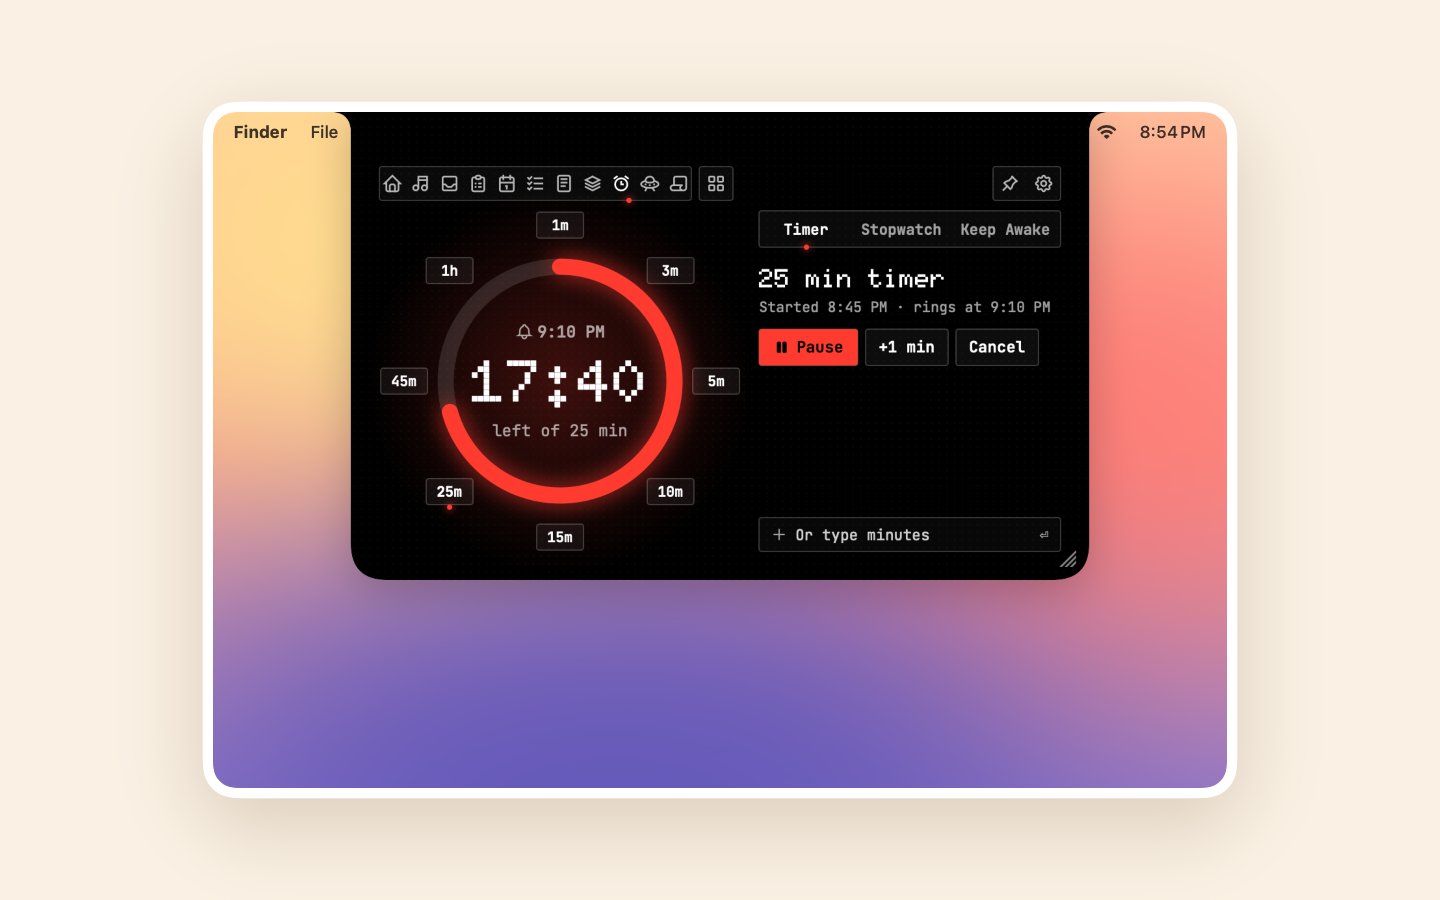 Finder File
8:54 PM
1m
1h
3m
9:10 PM
17:40
left of 25 min
45m
5m
25m
10m
15m
Timer Stopwatch Keep Awake
25 min timer
Started 8:45 PM · rings at 9:10 PM
Pause +1 min Cancel
+ Or type minutes ⏎